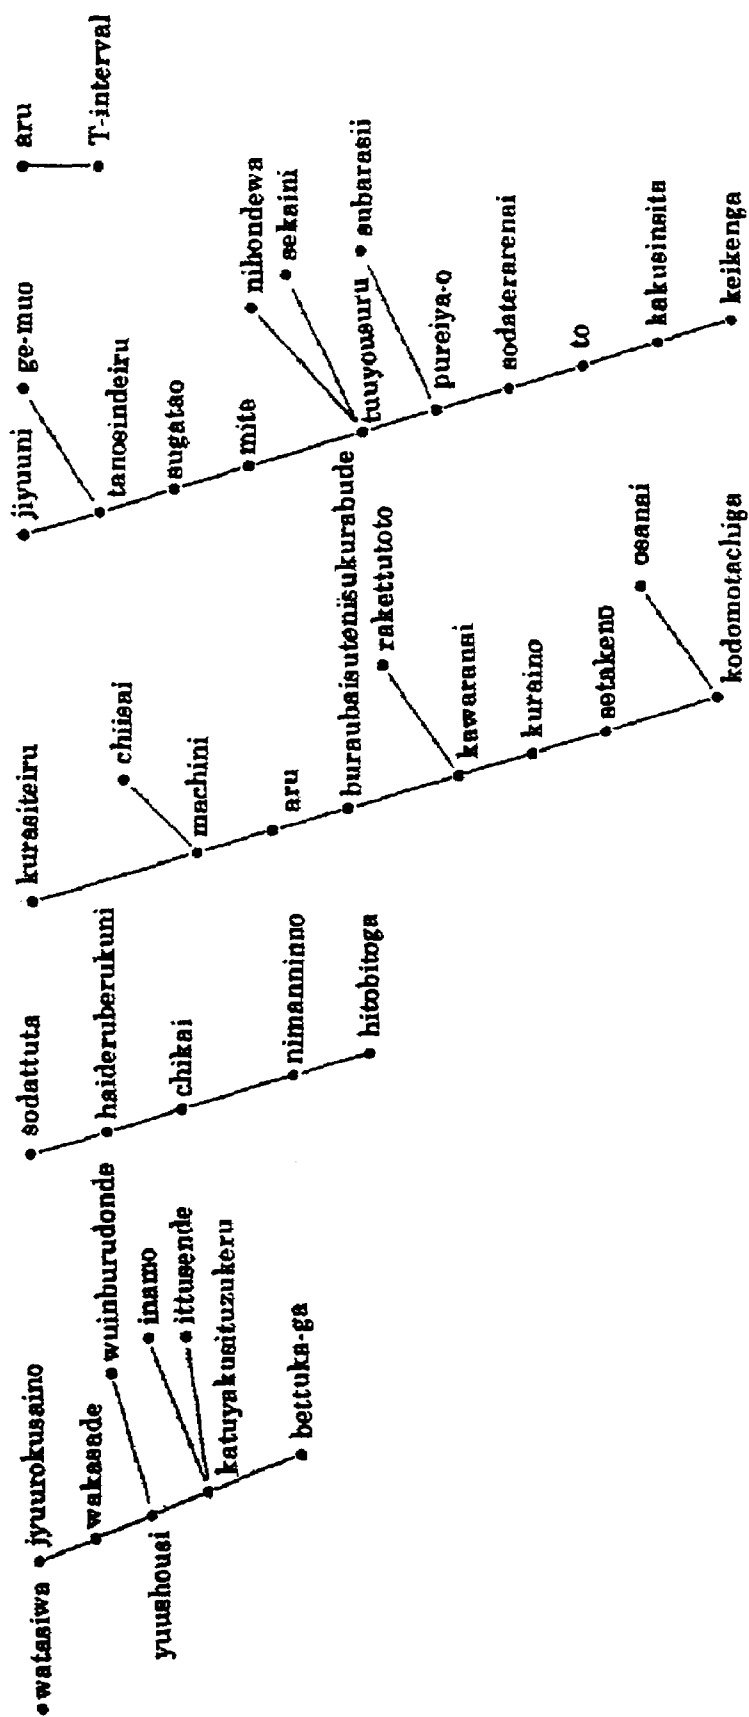 watasiwa
jyuurokusaino
wakasade
wuinburudonde
yuushousi
inamo
ittusende
katuyakusituzukeru
bettuka-ga
sodattuta
haideruberukuni
chikai
nimanninno
hitobitoga
kurasiteiru
chiisai
machini
aru
buraubaisutenisukurabude
rakettutoto
kawaranai
kuraino
setakeno
osanai
kodomotachiga
jiyuuni
ge-muo
tanosindeiru
sugatao
mite
nihondewa
sekaini
tuuyousuru
subarasii
pureiya-o
sodaterarenai
to
kakusinsita
keikenga
aru
T-interval